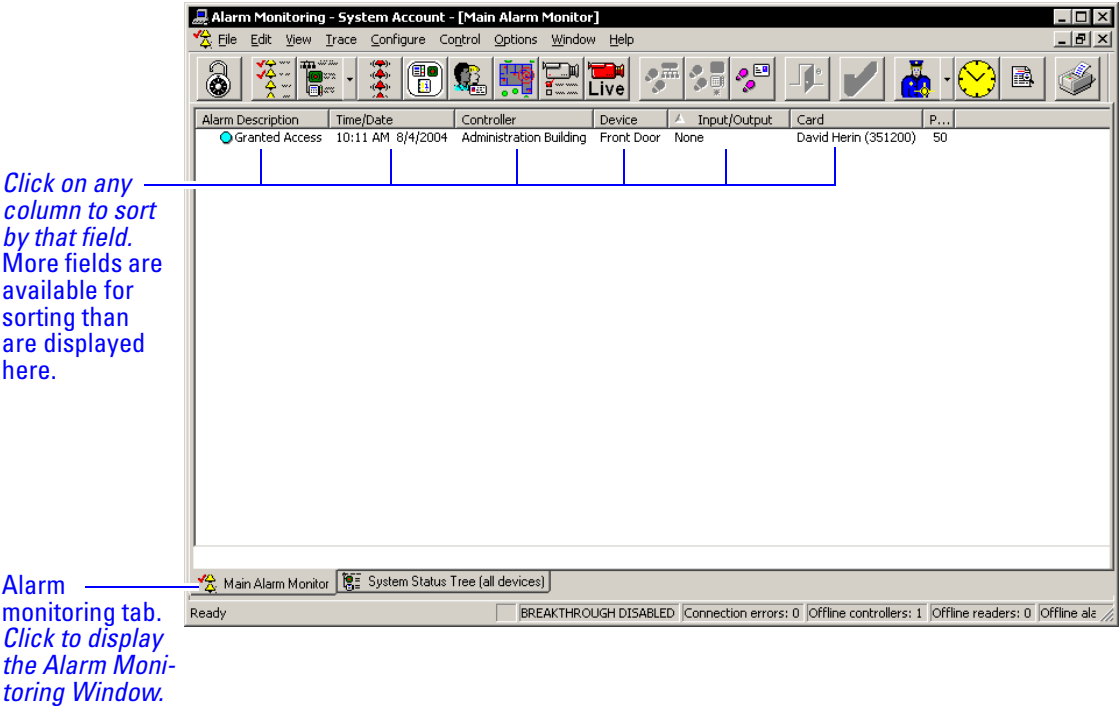 Alarm Monitoring - System Account - [Main Alarm Monitor]
File Edit View Trace Configure Control Options Window Help
Live
Alarm Description Time/Date Controller Device Input/Output Card P...
Granted Access 10:11 AM 8/4/2004 Administration Building Front Door None David Herin (351200) 50
Click on any
column to sort
by that field.
More fields are
available for
sorting than
are displayed
here.
Main Alarm Monitor System Status Tree (all devices)
Alarm
monitoring tab.
Click to display
the Alarm Moni-
toring Window.
Ready BREAKTHROUGH DISABLED Connection errors: 0 Offline controllers: 1 Offline readers: 0 Offline ala